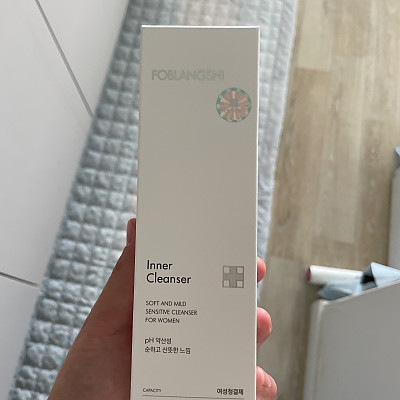 FOBLANGSHI
Inner
Cleanser
SOFT AND MILD
SENSITIVE CLEANSER
FOR WOMEN
pH 약산성
순하고 산뜻한 느낌
CAPACITY
여성청결제